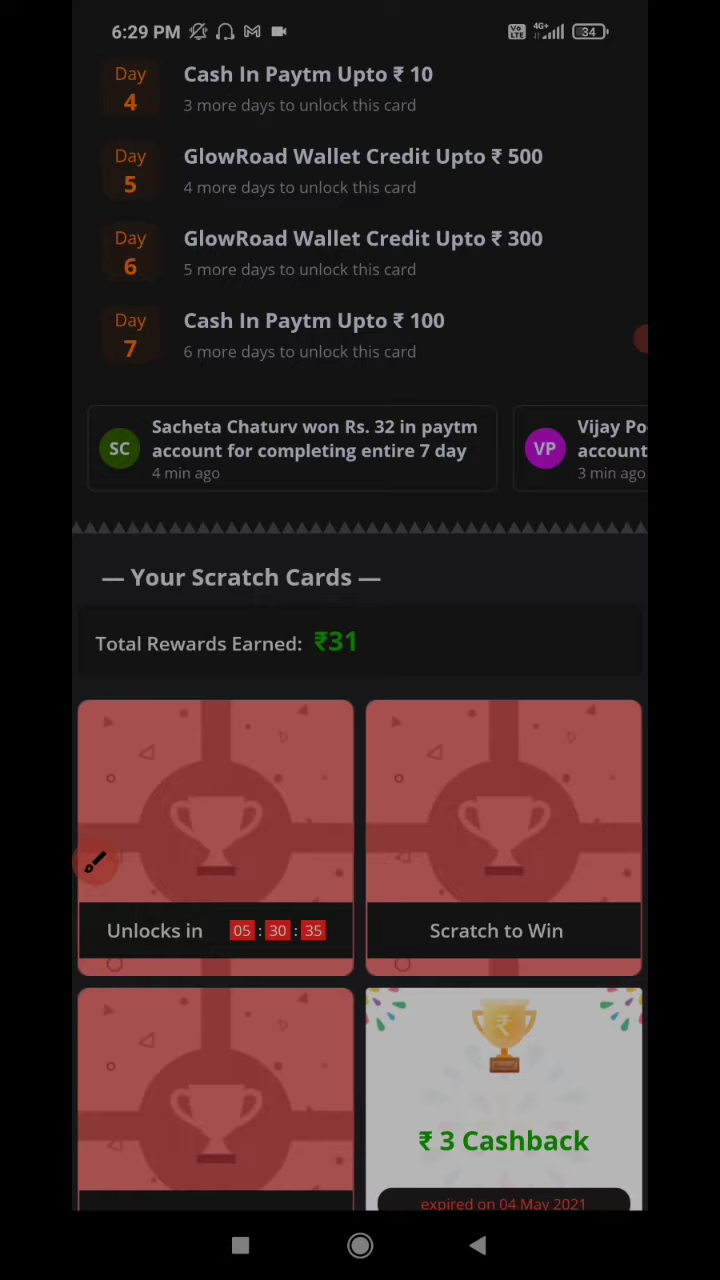 6:29 PM
Vo LTE 4G+ 34
Day
4
Cash In Paytm Upto ₹ 10
3 more days to unlock this card
Day
5
GlowRoad Wallet Credit Upto ₹ 500
4 more days to unlock this card
Day
6
GlowRoad Wallet Credit Upto ₹ 300
5 more days to unlock this card
Day
7
Cash In Paytm Upto ₹ 100
6 more days to unlock this card
SC
Sacheta Chaturv won Rs. 32 in paytm
account for completing entire 7 day
4 min ago
VP
Vijay Po
account
3 min ago
— Your Scratch Cards —
Total Rewards Earned: ₹31
Unlocks in 05 : 30 : 35
Scratch to Win
₹
₹ 3 Cashback
expired on 04 May 2021